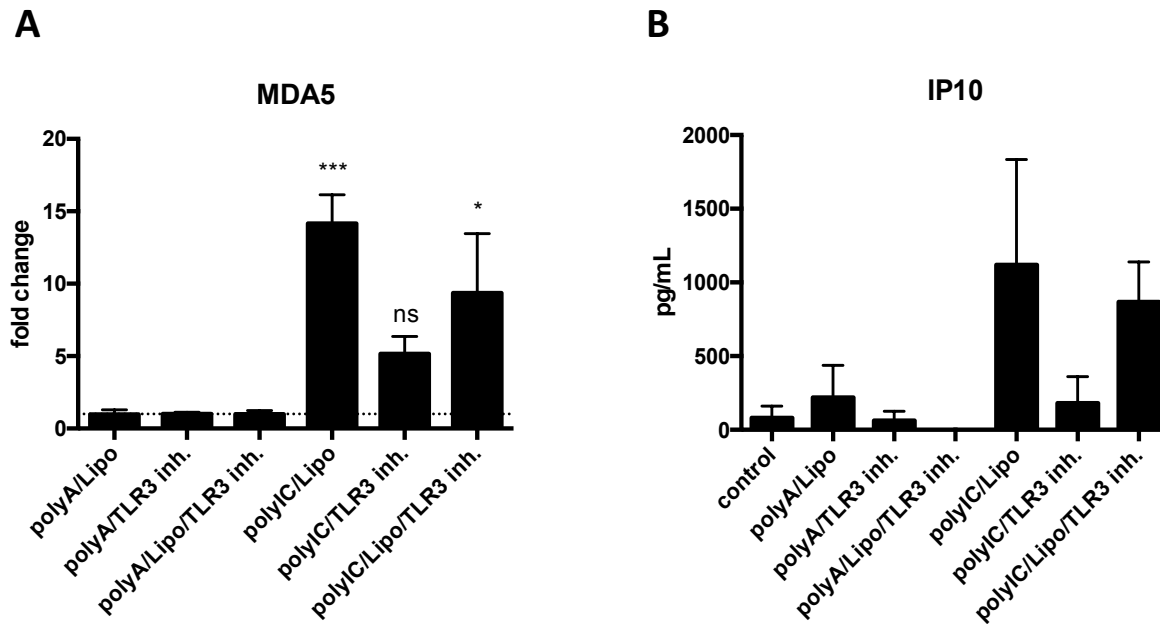 A
MDA5
fold change
20
15
10
5
0
***
ns
*
polyA/Lipo
polyA/TLR3 inh.
polyA/Lipo/TLR3 inh.
polyIC/Lipo
polyIC/TLR3 inh.
polyIC/Lipo/TLR3 inh.
B
IP10
pg/mL
2000
1500
1000
500
0
control
polyA/Lipo
polyA/TLR3 inh.
polyA/Lipo/TLR3 inh.
polyIC/Lipo
polyIC/TLR3 inh.
polyIC/Lipo/TLR3 inh.